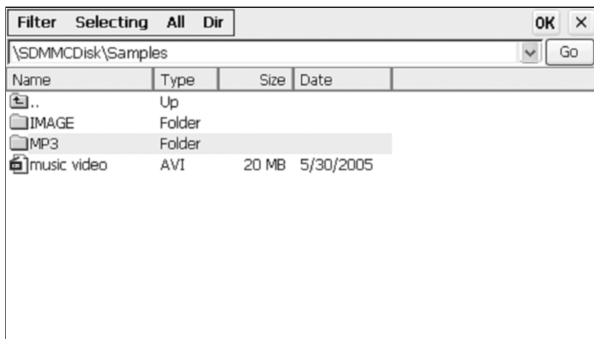 Filter Selecting All Dir OK ×
\SDMMCDisk\Samples Go
Name Type Size Date
.. Up
IMAGE Folder
MP3 Folder
music video AVI 20 MB 5/30/2005